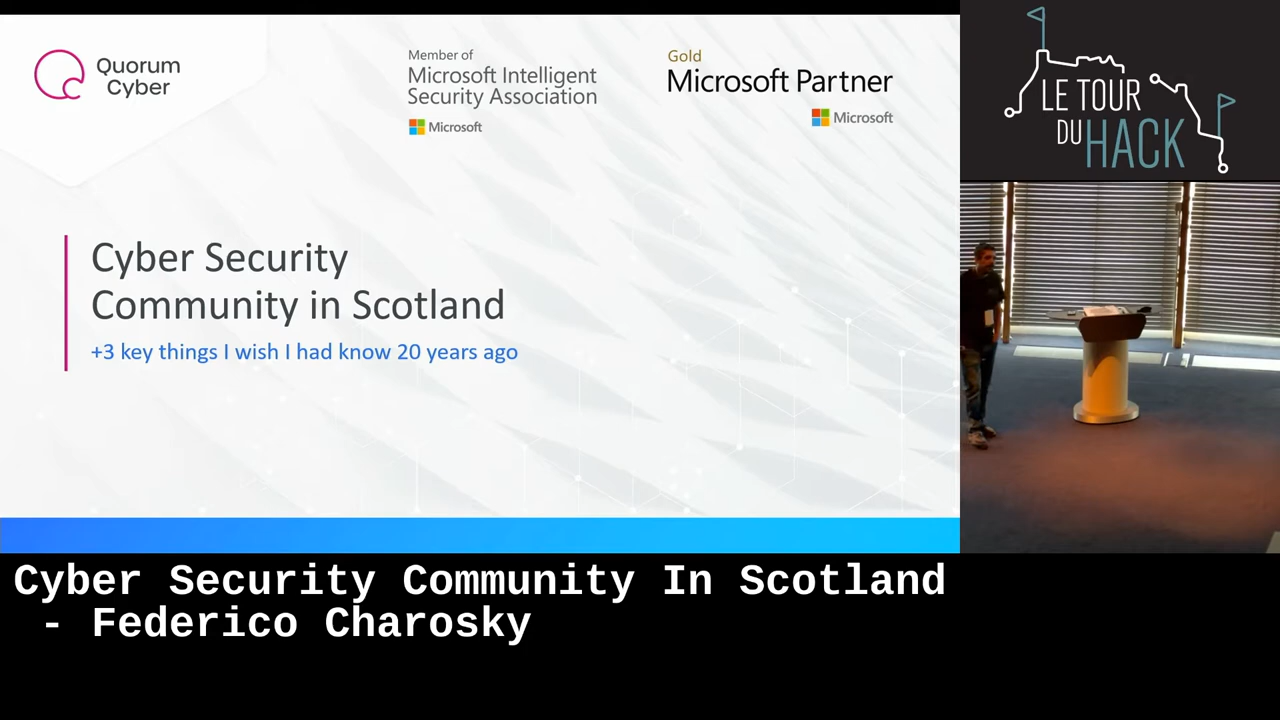 Quorum
Cyber
Member of
Microsoft Intelligent
Security Association
Microsoft
Gold
Microsoft Partner
Microsoft
LE TOUR
DU HACK
Cyber Security
Community in Scotland
+3 key things I wish I had know 20 years ago
Cyber Security Community In Scotland
- Federico Charosky